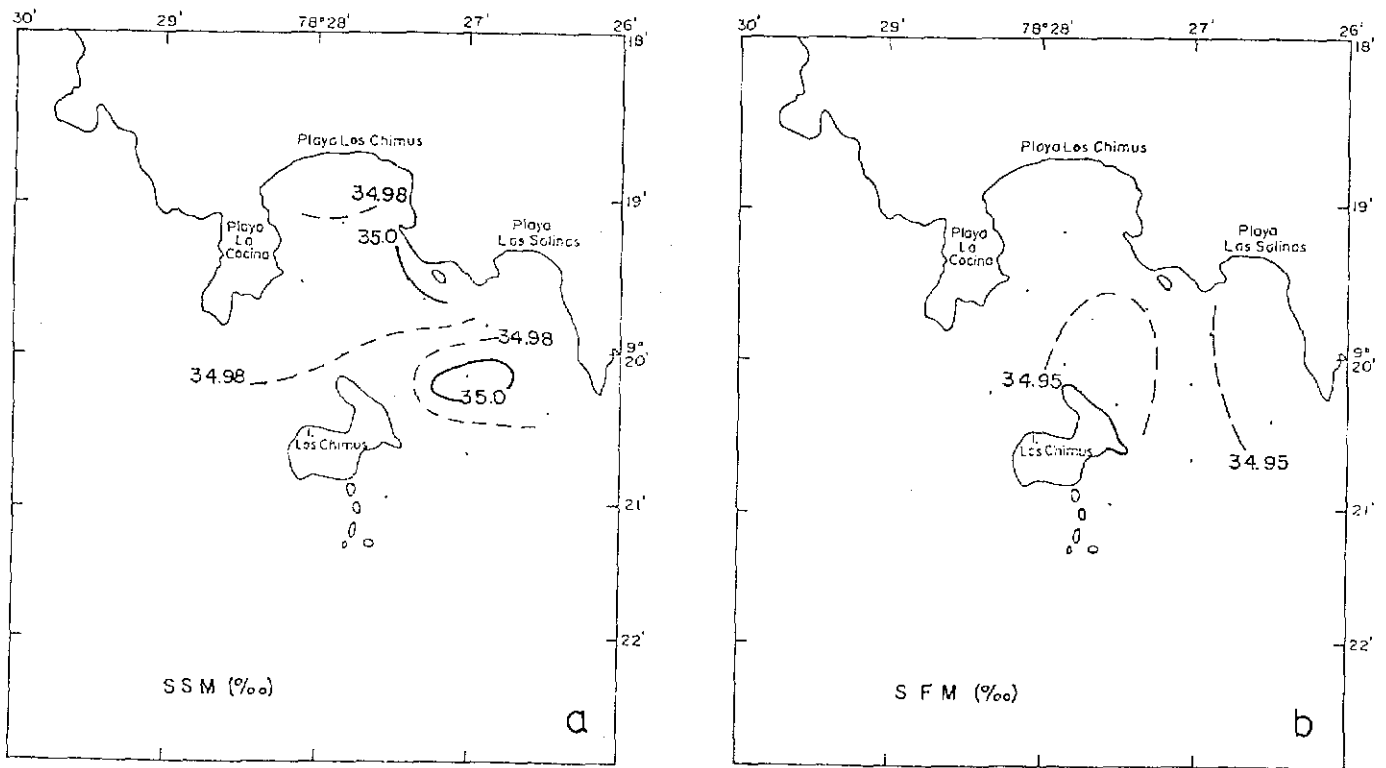 30'
29'
78°28'
27'
26'
18'
Playa Los Chimus
34.98
19'
35.0
Playa
La
Cocina
Playa
Las Salinas
34.98
34.98
9°
20'
35.0
I.
Los Chimus
21'
22'
SSM (‰)
a
30'
29'
78°28'
27'
26'
18'
Playa Los Chimus
19'
Playa
La
Cocina
Playa
Las Salinas
9°
20'
34.95
I.
Los Chimus
34.95
21'
22'
SFM (‰)
b